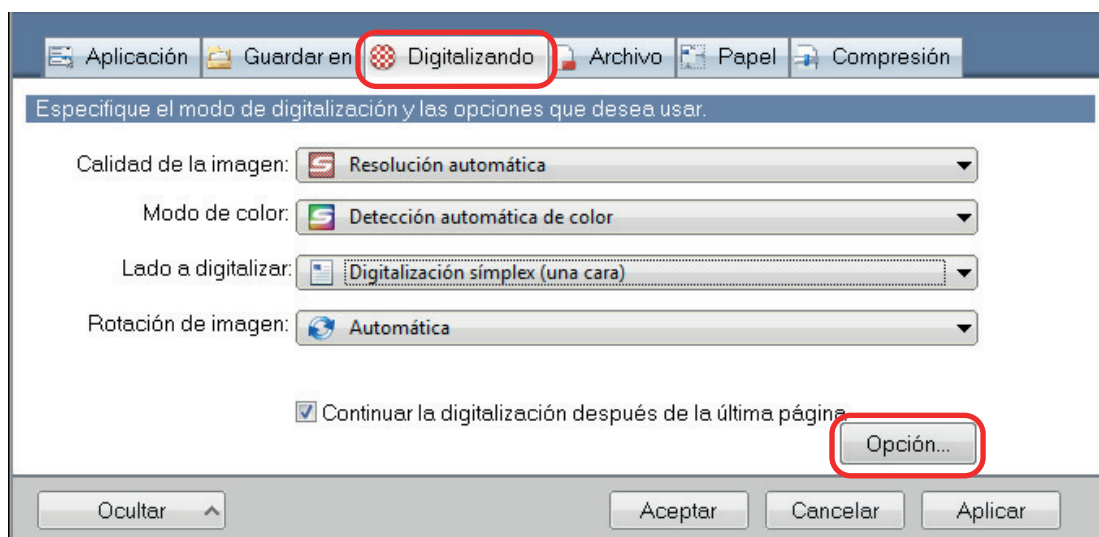 Aplicación Guardar en Digitalizando Archivo Papel Compresión
Especifique el modo de digitalización y las opciones que desea usar.
Calidad de la imagen: Resolución automática
Modo de color: Detección automática de color
Lado a digitalizar: Digitalización símplex (una cara)
Rotación de imagen: Automática
Continuar la digitalización después de la última página
Opción...
Ocultar Aceptar Cancelar Aplicar